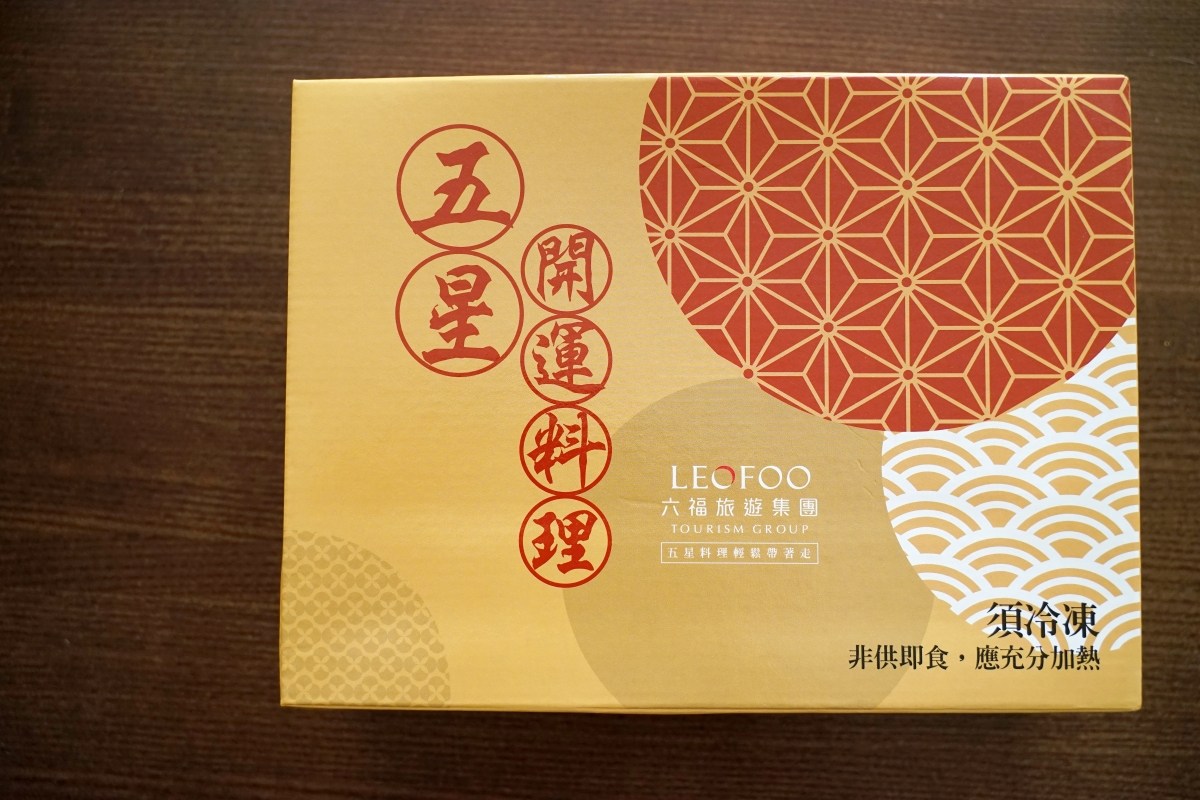 五星
開運料理
LEOFOO
六福旅遊集團
TOURISM GROUP
五星料理輕鬆帶著走
須冷凍
非供即食，應充分加熱